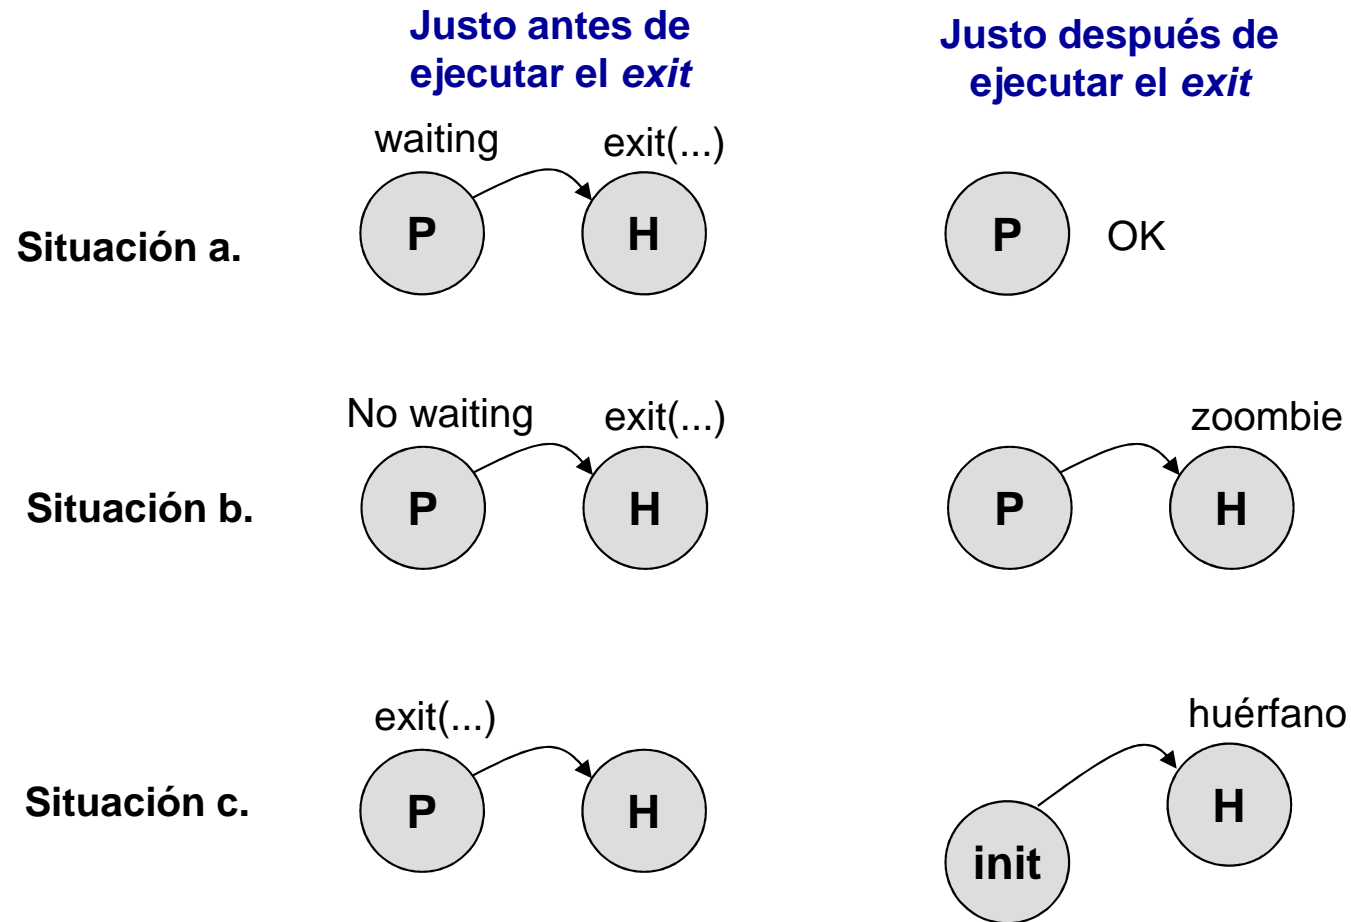 Justo antes de
ejecutar el exit
Justo después de
ejecutar el exit
waiting
exit(...)
Situación a.
P
H
P
OK
No waiting
exit(...)
zoombie
Situación b.
P
H
P
H
exit(...)
huérfano
Situación c.
P
H
init
H